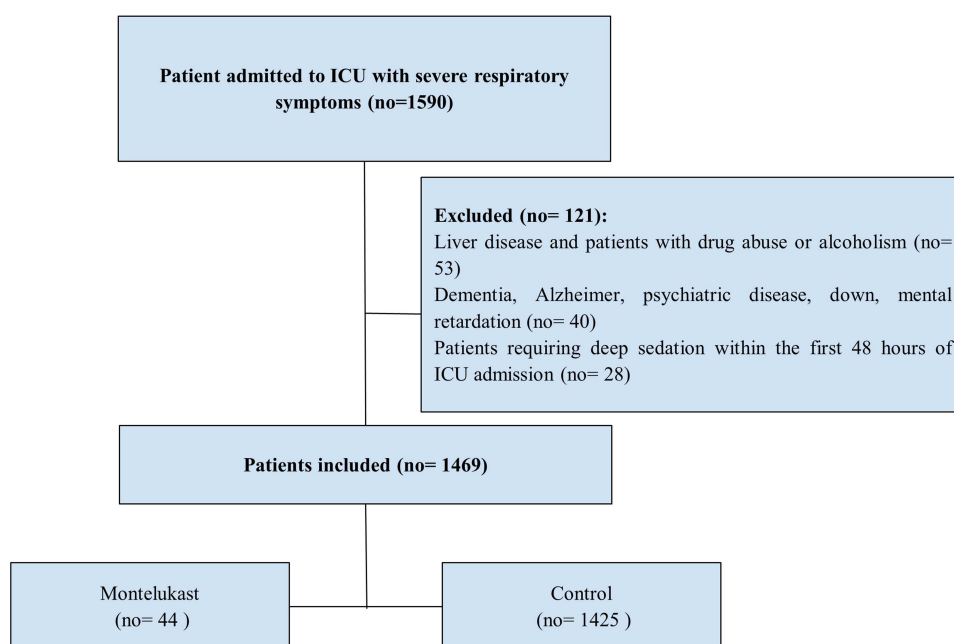 Patient admitted to ICU with severe respiratory
symptoms (no=1590)
Excluded (no= 121):
Liver disease and patients with drug abuse or alcoholism (no=
53)
Dementia, Alzheimer, psychiatric disease, down, mental
retardation (no= 40)
Patients requiring deep sedation within the first 48 hours of
ICU admission (no= 28)
Patients included (no= 1469)
Montelukast
(no= 44 )
Control
(no= 1425 )